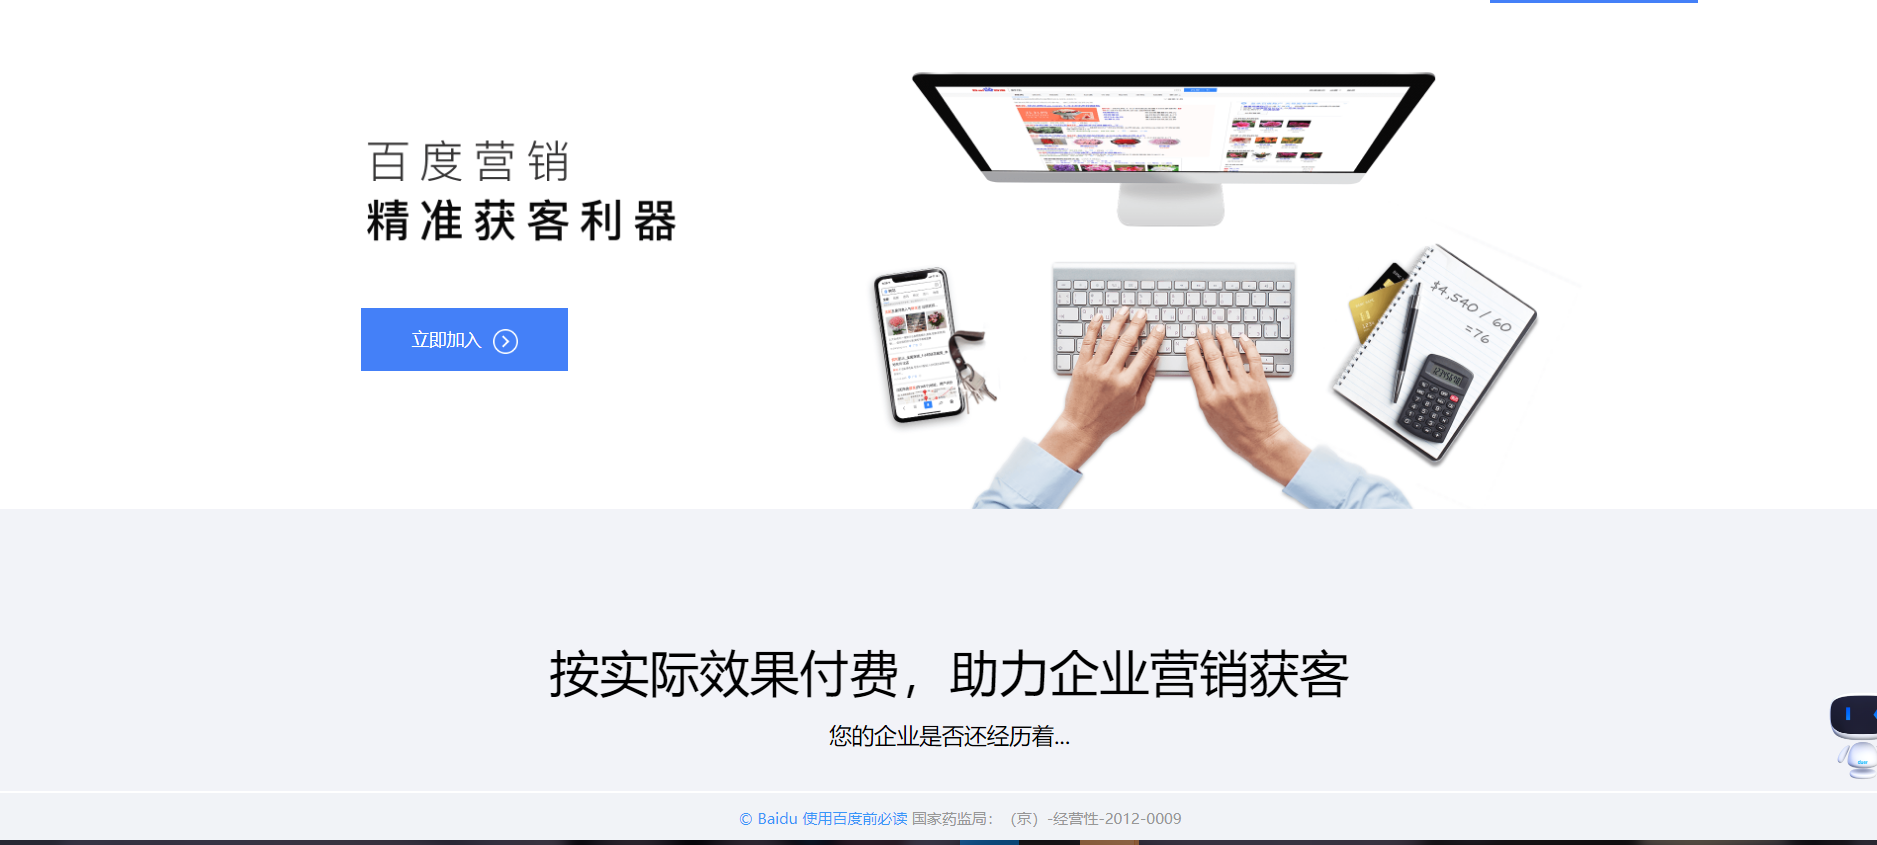 百度营销
精准获客利器
立即加入
$4,540 / 60
=76
按实际效果付费，助力企业营销获客
您的企业是否还经历着...
© Baidu 使用百度前必读 国家药监局：（京）-经营性-2012-0009